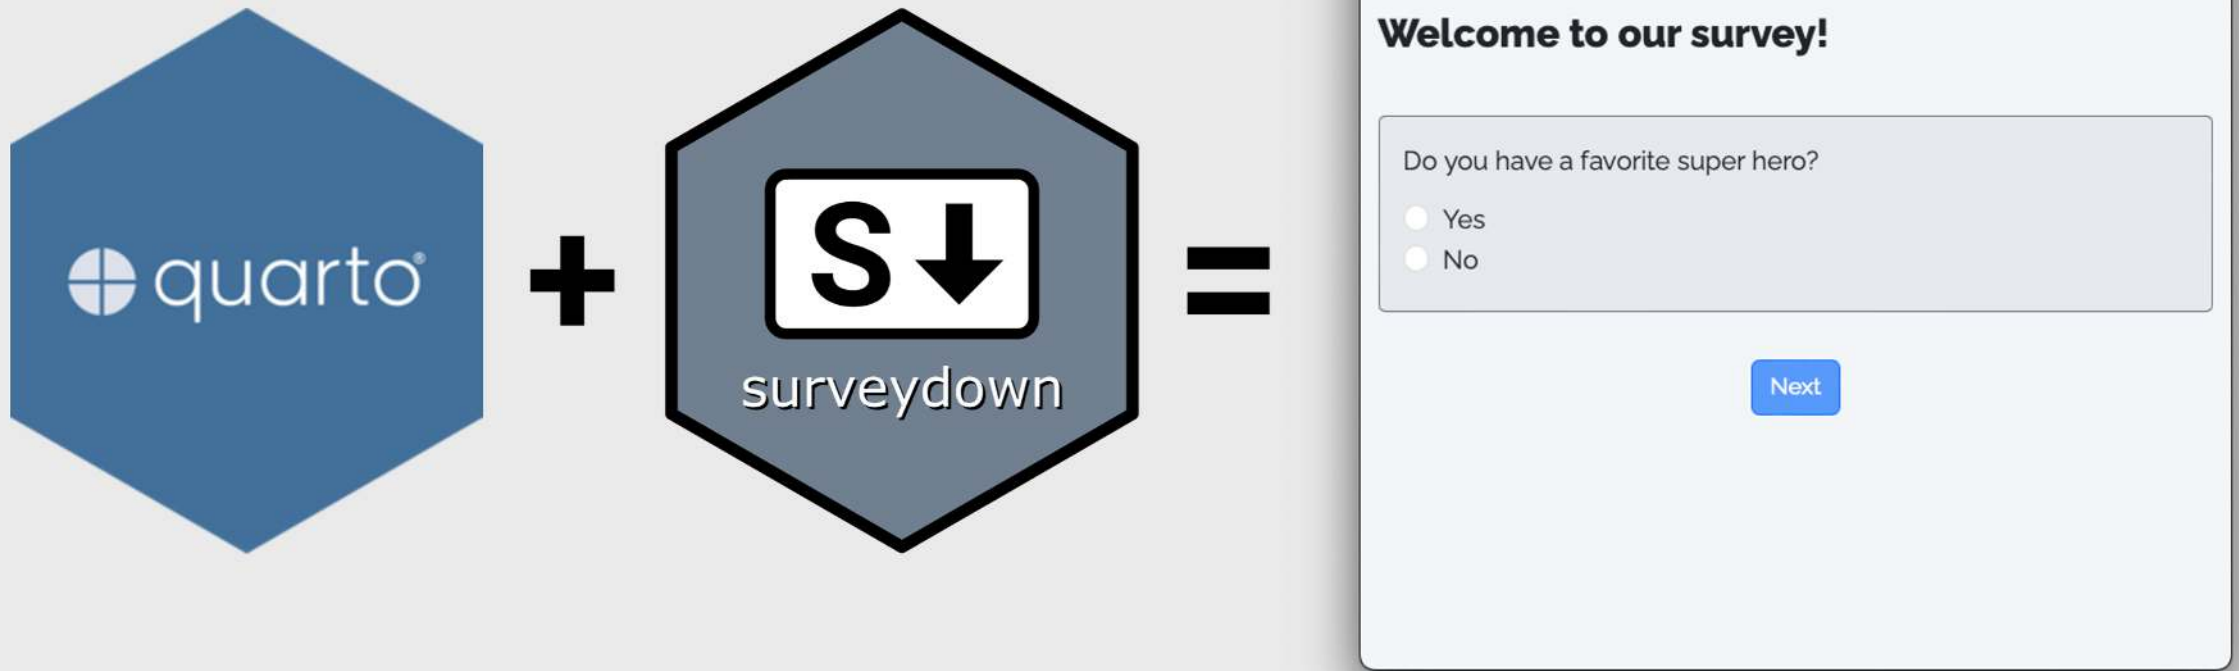 quarto®
+
S
surveydown
=
Welcome to our survey!
Do you have a favorite super hero?
Yes
No
Next